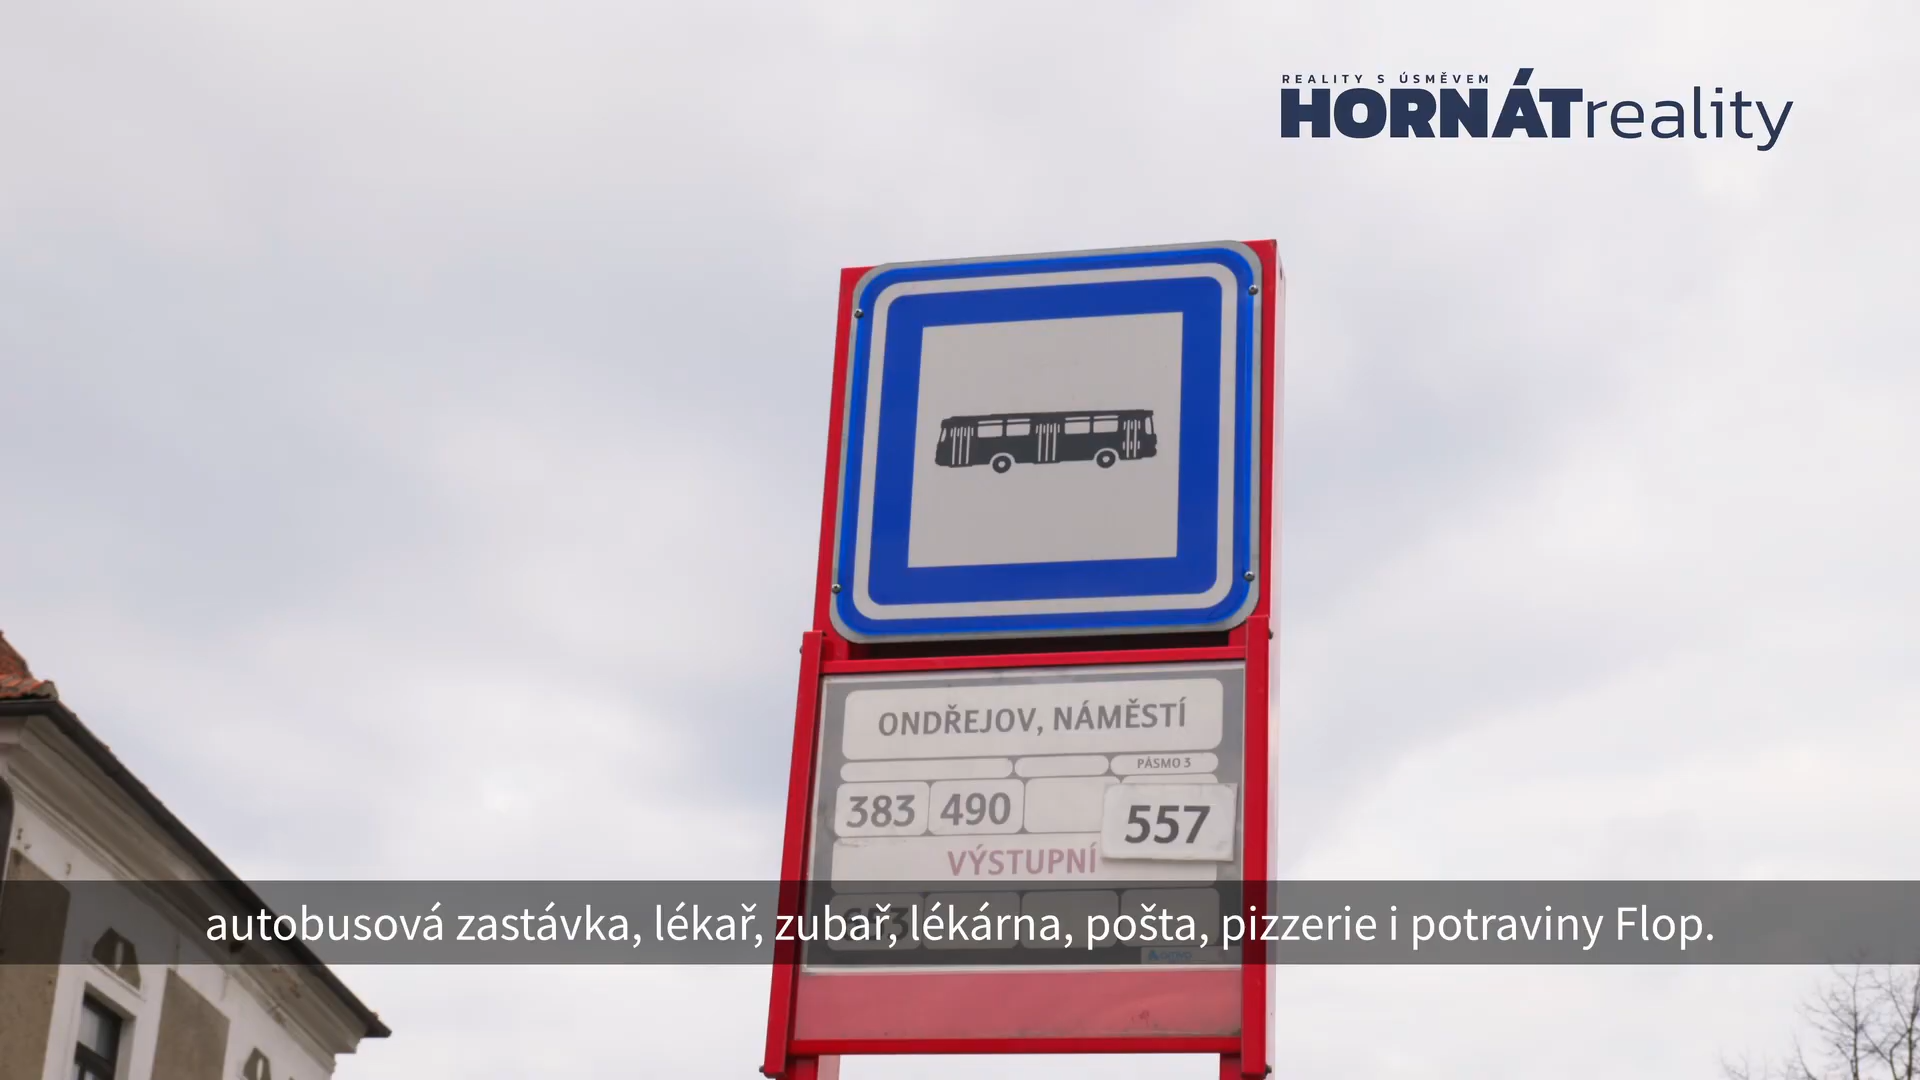 REALITY S ÚSMĚVEM
HORNÁTreality
ONDŘEJOV, NÁMĚSTÍ
PÁSMO 3
383 490
557
VÝSTUPNÍ
autobusová zastávka, lékař, zubař, lékárna, pošta, pizzerie i potraviny Flop.